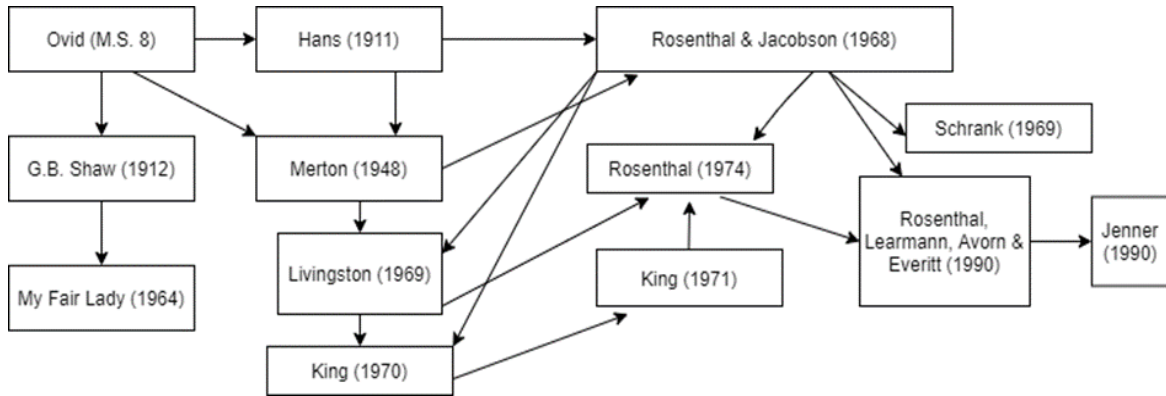 Ovid (M.S. 8)
Hans (1911)
Rosenthal & Jacobson (1968)
G.B. Shaw (1912)
Merton (1948)
Rosenthal (1974)
Schrank (1969)
My Fair Lady (1964)
Livingston (1969)
King (1971)
Rosenthal,
Learmann, Avorn &
Everitt (1990)
Jenner
(1990)
King (1970)